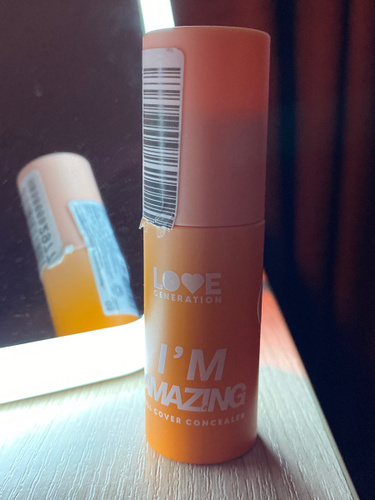 LOVE
GENERATION
I'M
AMAZING
COVER CONCEALER